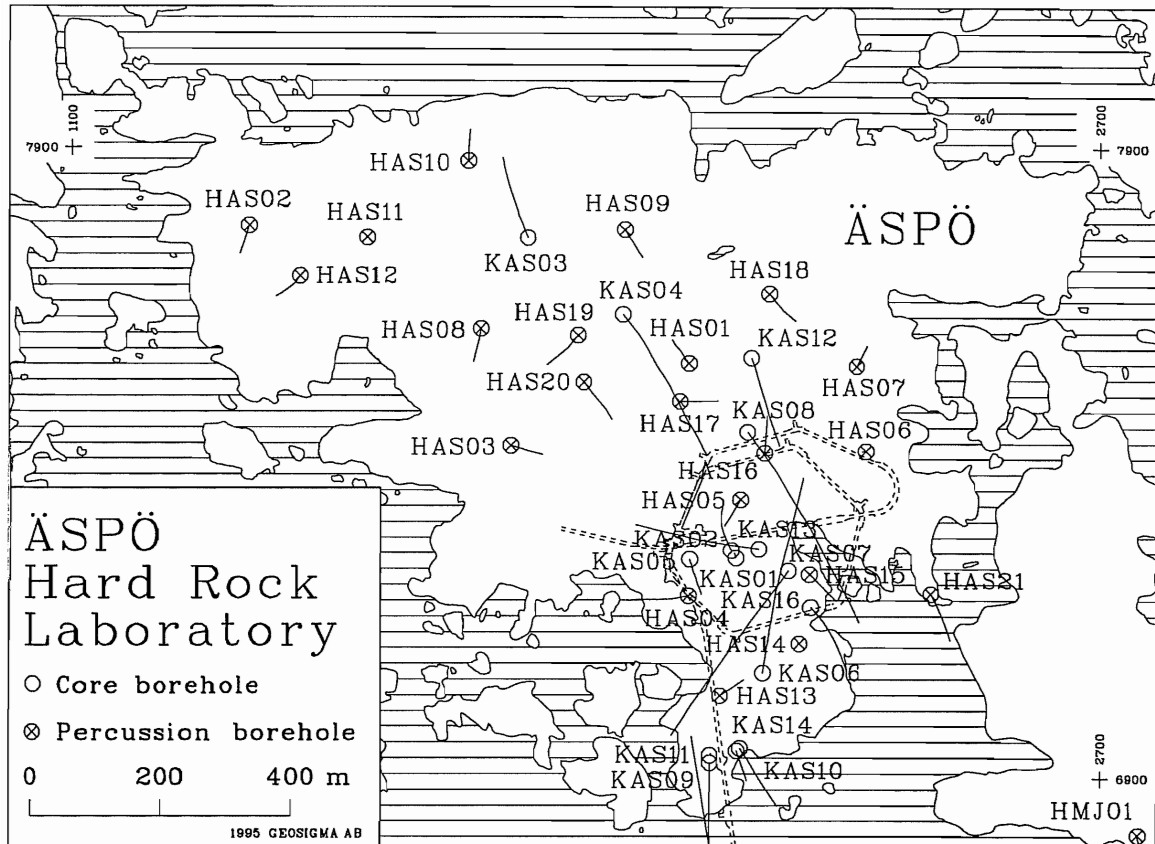 1100
7900
2700
7900
HAS10
HAS02
HAS11
HAS09
ÄSPÖ
KAS03
HAS12
HAS18
KAS04
HAS19
HAS08
HAS01
KAS12
HAS20
HAS07
HAS17
KAS08
HAS03
HAS06
HAS16
HAS05
KAS02
KAS13
KAS05
KAS07
KAS01
HAS15
HAS21
KAS16
HAS04
HAS14
KAS06
HAS13
KAS14
KAS11
KAS10
KAS09
2700
6900
HMJ01
ÄSPÖ
Hard Rock
Laboratory
Core borehole
Percussion borehole
0 200 400 m
1995 GEOSIGMA AB